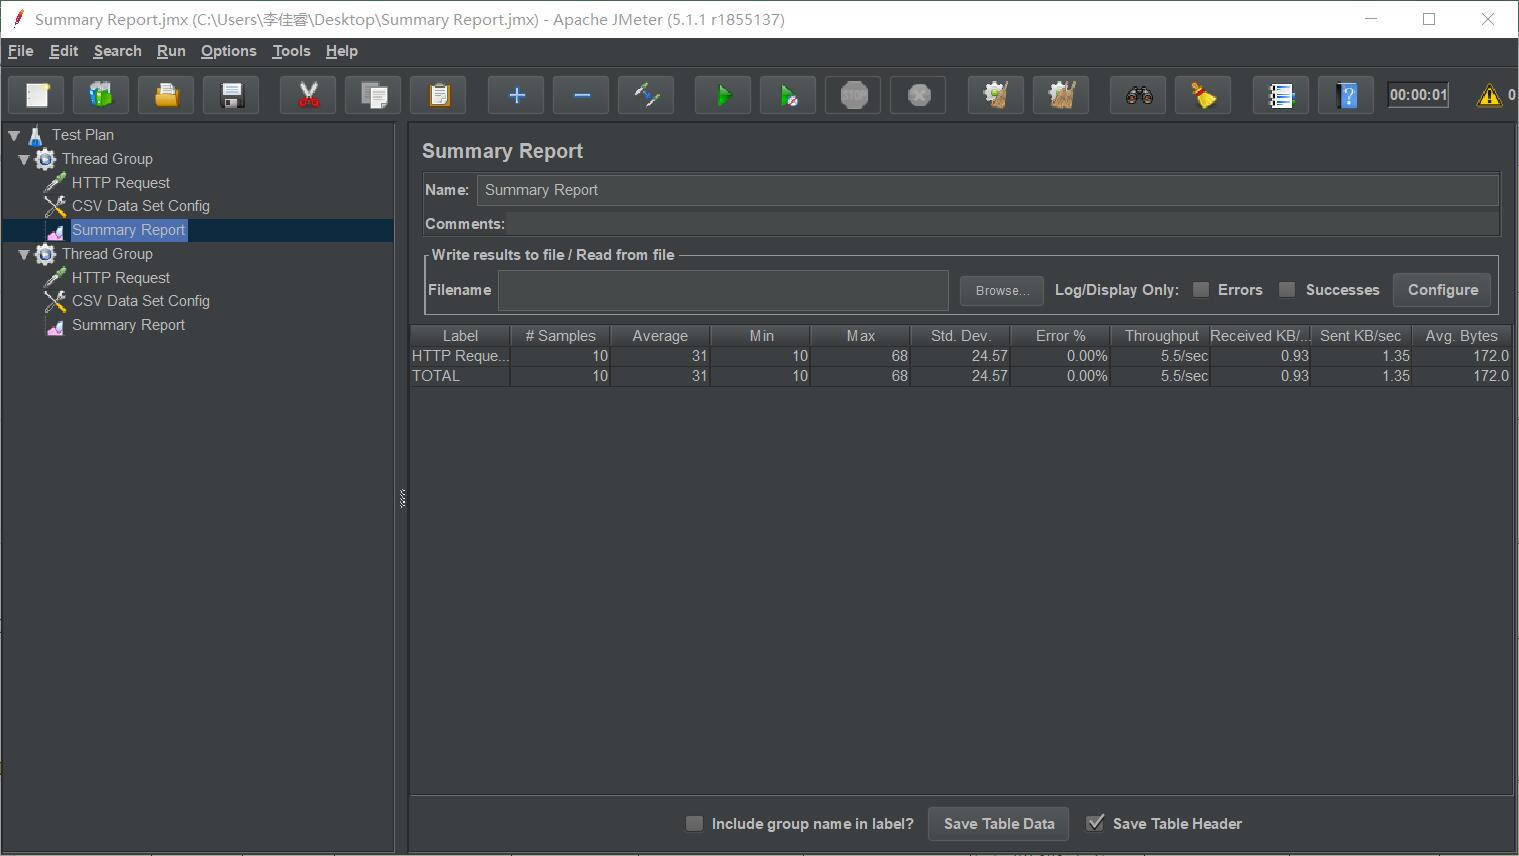 Summary Report.jmx (C:\Users\李佳睿\Desktop\Summary Report.jmx) - Apache JMeter (5.1.1 r1855137)
File Edit Search Run Options Tools Help
STOP
00:00:01
0
Test Plan
Thread Group
HTTP Request
CSV Data Set Config
Summary Report
Thread Group
HTTP Request
CSV Data Set Config
Summary Report
Summary Report
Name: Summary Report
Comments:
Write results to file / Read from file
Filename Browse... Log/Display Only: Errors Successes Configure
Label # Samples Average Min Max Std. Dev. Error % Throughput Received KB/... Sent KB/sec Avg. Bytes
HTTP Reque... 10 31 10 68 24.57 0.00% 5.5/sec 0.93 1.35 172.0
TOTAL 10 31 10 68 24.57 0.00% 5.5/sec 0.93 1.35 172.0
Include group name in label? Save Table Data Save Table Header